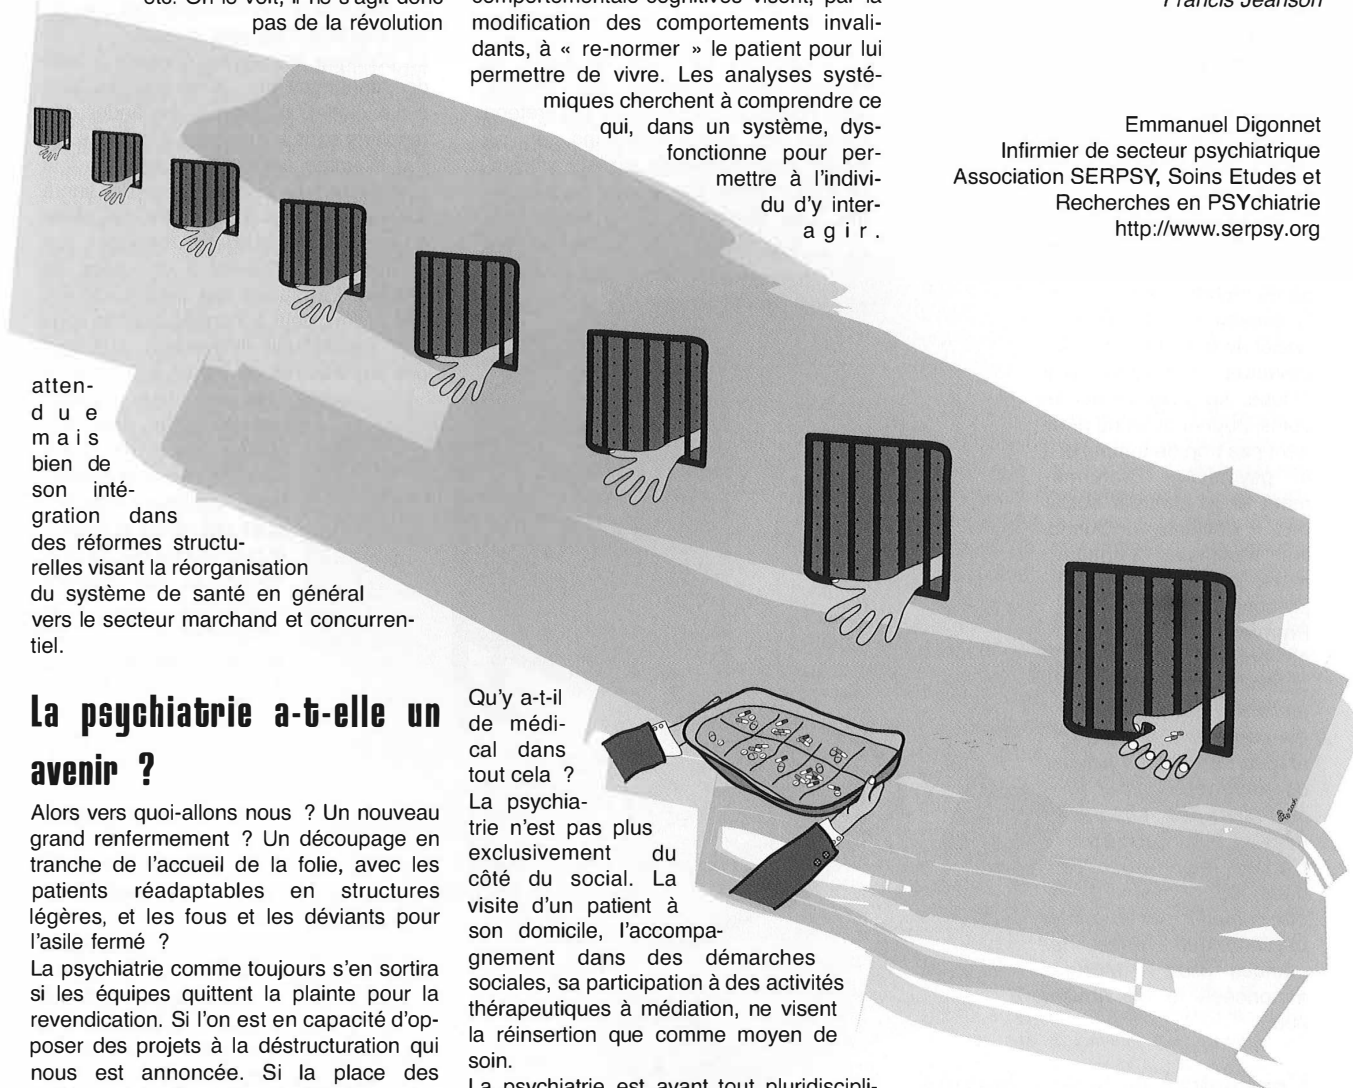 pas de la révolution
atten-
d u e
m a i s
bien de
son inté-
gration dans
des réformes structu-
relles visant la réorganisation
du système de santé en général
vers le secteur marchand et concurren-
tiel.
La psychiatrie a-t-elle un
avenir ?
Alors vers quoi-allons nous ? Un nouveau
grand renfermement ? Un découpage en
tranche de l'accueil de la folie, avec les
patients réadaptables en structures
légères, et les fous et les déviants pour
l'asile fermé ?
La psychiatrie comme toujours s'en sortira
si les équipes quittent la plainte pour la
revendication. Si l'on est en capacité d'op-
poser des projets à la déstructuration qui
nous est annoncée. Si la place des
comportementale cognitives visent, par la
modification des comportements invali-
dants, à « re-normer » le patient pour lui
permettre de vivre. Les analyses systé-
miques cherchent à comprendre ce
qui, dans un système, dys-
fonctionne pour per-
mettre à l'indivi-
du d'y inter-
a g i r .
Qu'y a-t-il
de médi-
cal dans
tout cela ?
La psychia-
trie n'est pas plus
exclusivement du
côté du social. La
visite d'un patient à
son domicile, l'accompa-
gnement dans des démarches
sociales, sa participation à des activités
thérapeutiques à médiation, ne visent
la réinsertion que comme moyen de
soin.
La psychiatrie est avant tout pluridiscipli-
Francis Jeanson
Emmanuel Digonnet
Infirmier de secteur psychiatrique
Association SERPSY, Soins Etudes et
Recherches en PSYchiatrie
http://www.serpsy.org